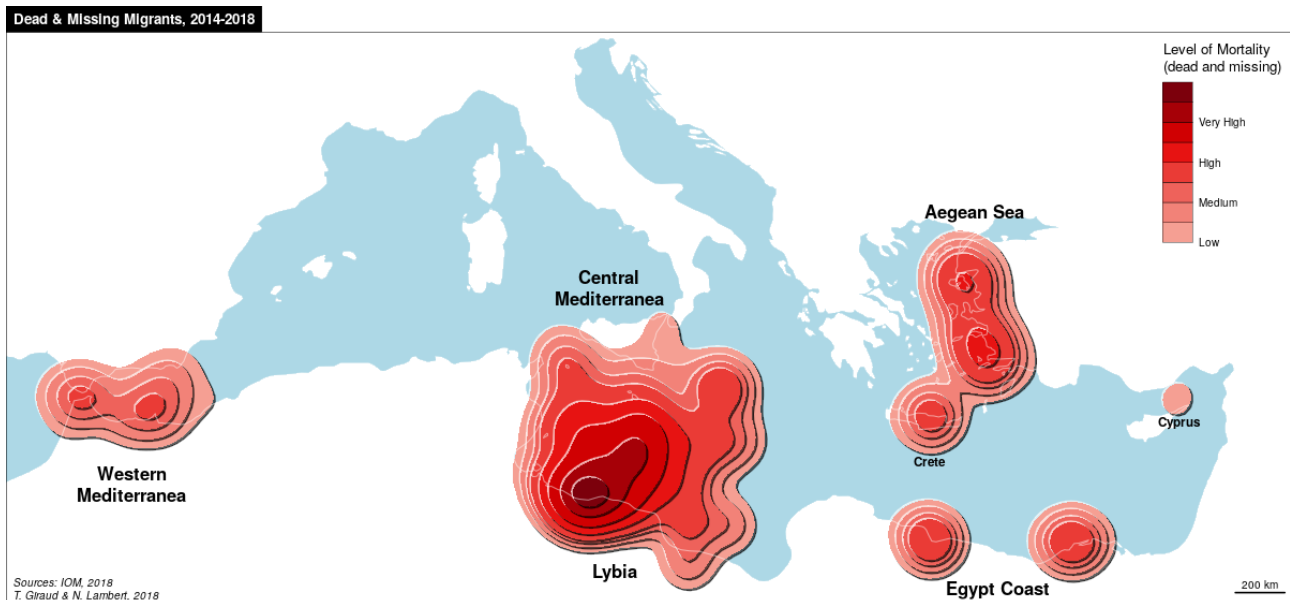 Dead & Missing Migrants, 2014-2018
Level of Mortality
(dead and missing)
Very High
High
Medium
Low
Aegean Sea
Central
Mediterranea
Cyprus
Crete
Western
Mediterranea
Lybia
Egypt Coast
Sources: IOM, 2018
T. Giraud & N. Lambert, 2018
200 km